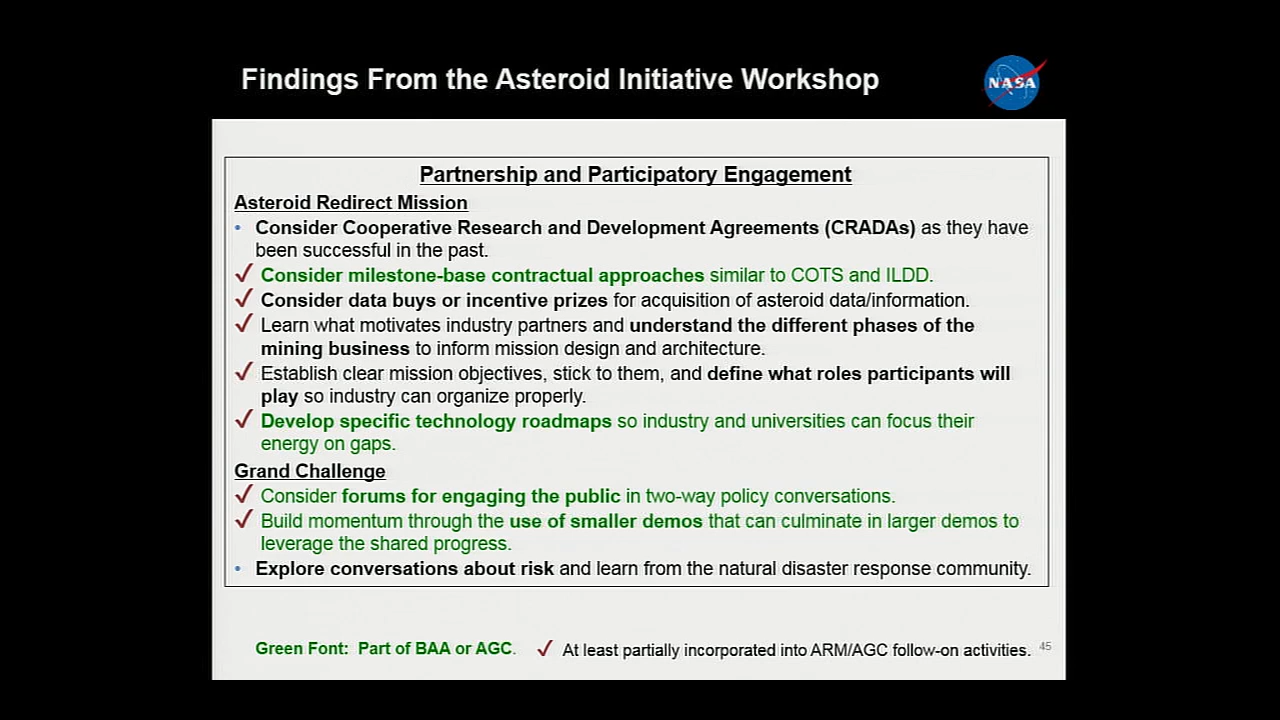 Findings From the Asteroid Initiative Workshop
NASA
Partnership and Participatory Engagement
Asteroid Redirect Mission
• Consider Cooperative Research and Development Agreements (CRADAs) as they have
been successful in the past.
✓ Consider milestone-base contractual approaches similar to COTS and ILDD.
✓ Consider data buys or incentive prizes for acquisition of asteroid data/information.
✓ Learn what motivates industry partners and understand the different phases of the
mining business to inform mission design and architecture.
✓ Establish clear mission objectives, stick to them, and define what roles participants will
play so industry can organize properly.
✓ Develop specific technology roadmaps so industry and universities can focus their
energy on gaps.
Grand Challenge
✓ Consider forums for engaging the public in two-way policy conversations.
✓ Build momentum through the use of smaller demos that can culminate in larger demos to
leverage the shared progress.
• Explore conversations about risk and learn from the natural disaster response community.
Green Font: Part of BAA or AGC. ✓ At least partially incorporated into ARM/AGC follow-on activities. 45